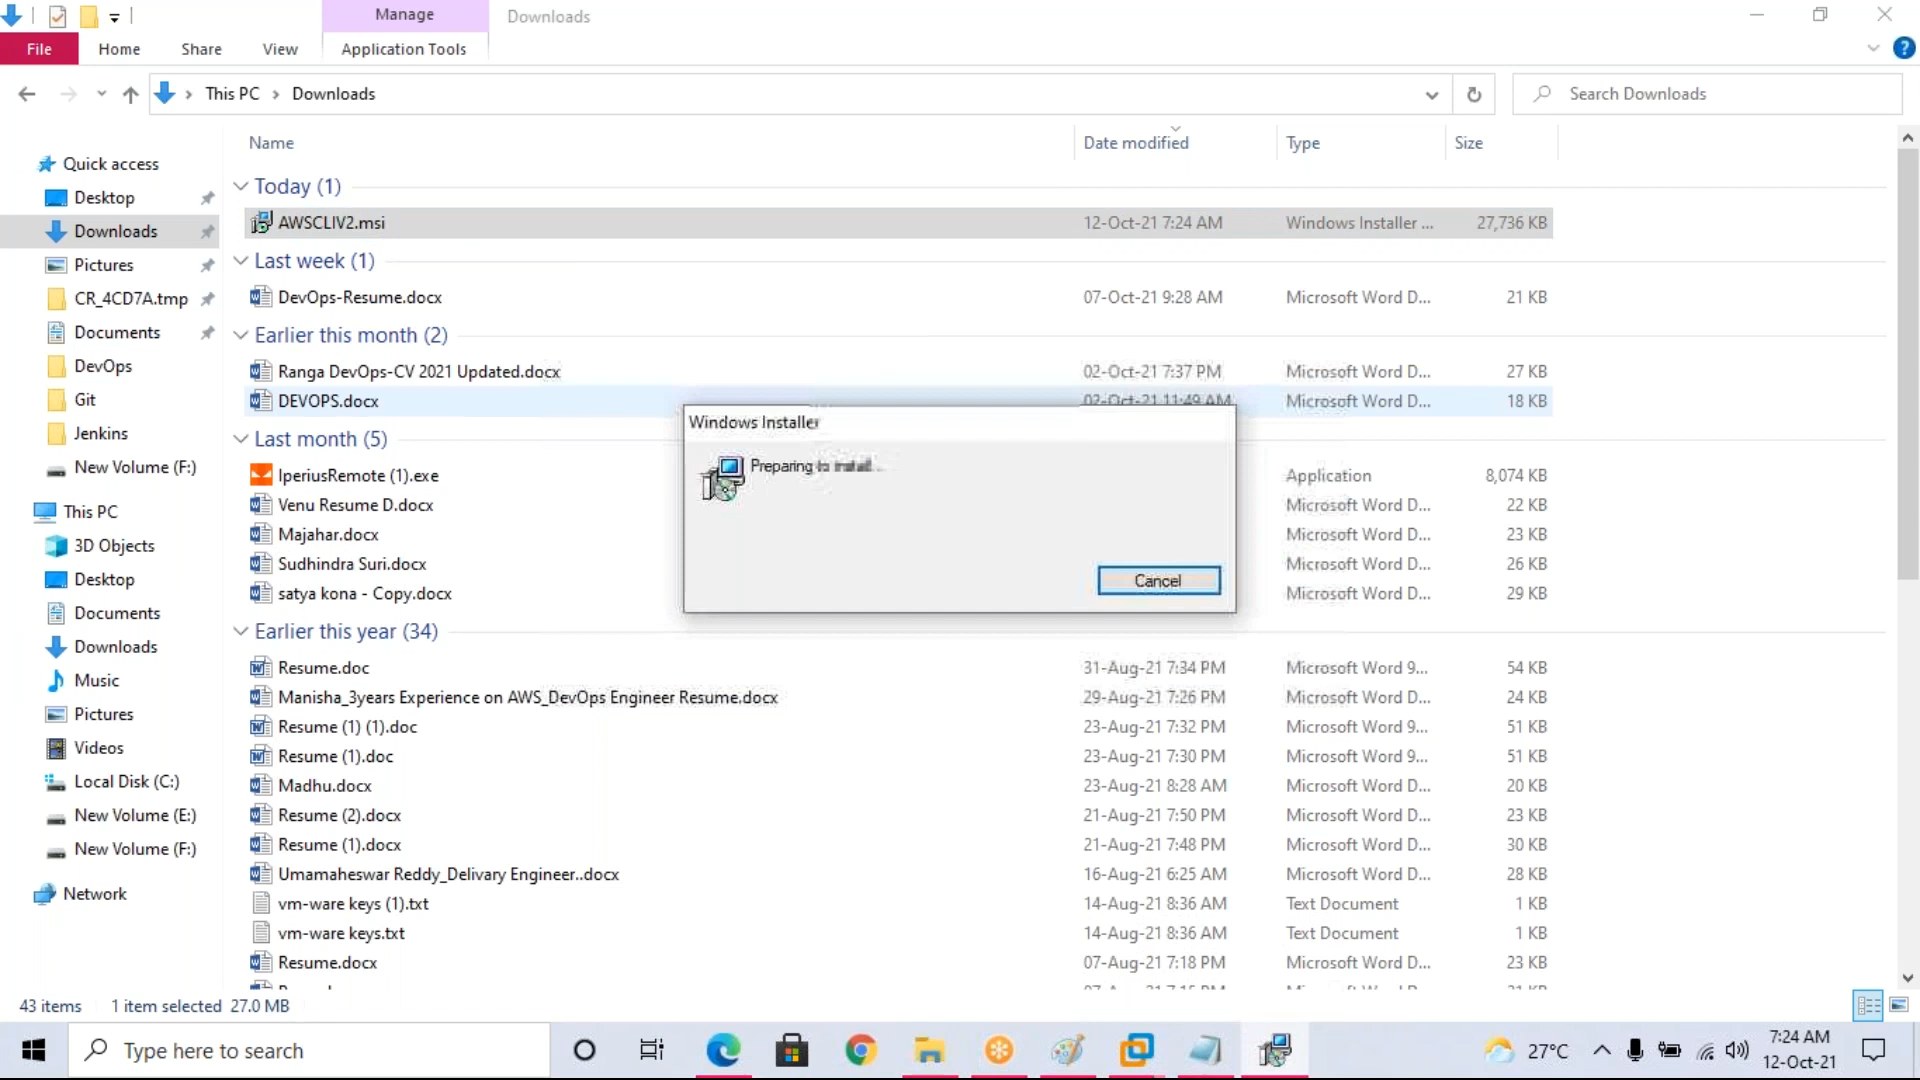 Manage
Downloads
File
Home
Share
View
Application Tools
This PC
Downloads
Search Downloads
Name
Date modified
Type
Size
Quick access
Desktop
Downloads
Pictures
CR_4CD7A.tmp
Documents
DevOps
Git
Jenkins
New Volume (F:)
This PC
3D Objects
Desktop
Documents
Downloads
Music
Pictures
Videos
Local Disk (C:)
New Volume (E:)
New Volume (F:)
Network
Today (1)
AWSCLIV2.msi 12-Oct-21 7:24 AM Windows Installer ... 27,736 KB
Last week (1)
DevOps-Resume.docx 07-Oct-21 9:28 AM Microsoft Word D... 21 KB
Earlier this month (2)
Ranga DevOps-CV 2021 Updated.docx 02-Oct-21 7:37 PM Microsoft Word D... 27 KB
DEVOPS.docx 02-Oct-21 11:49 AM Microsoft Word D... 18 KB
Last month (5)
IperiusRemote (1).exe Application 8,074 KB
Venu Resume D.docx Microsoft Word D... 22 KB
Majahar.docx Microsoft Word D... 23 KB
Sudhindra Suri.docx Microsoft Word D... 26 KB
satya kona - Copy.docx Microsoft Word D... 29 KB
Windows Installer
Preparing to install...
Cancel
Earlier this year (34)
Resume.doc 31-Aug-21 7:34 PM Microsoft Word 9... 54 KB
Manisha_3years Experience on AWS_DevOps Engineer Resume.docx 29-Aug-21 7:26 PM Microsoft Word D... 24 KB
Resume (1) (1).doc 23-Aug-21 7:32 PM Microsoft Word 9... 51 KB
Resume (1).doc 23-Aug-21 7:30 PM Microsoft Word 9... 51 KB
Madhu.docx 23-Aug-21 8:28 AM Microsoft Word D... 20 KB
Resume (2).docx 21-Aug-21 7:50 PM Microsoft Word D... 23 KB
Resume (1).docx 21-Aug-21 7:48 PM Microsoft Word D... 30 KB
Umamaheswar Reddy_Delivary Engineer..docx 16-Aug-21 6:25 AM Microsoft Word D... 28 KB
vm-ware keys (1).txt 14-Aug-21 8:36 AM Text Document 1 KB
vm-ware keys.txt 14-Aug-21 8:36 AM Text Document 1 KB
Resume.docx 07-Aug-21 7:18 PM Microsoft Word D... 23 KB
43 items 1 item selected 27.0 MB
Type here to search
27°C
7:24 AM
12-Oct-21